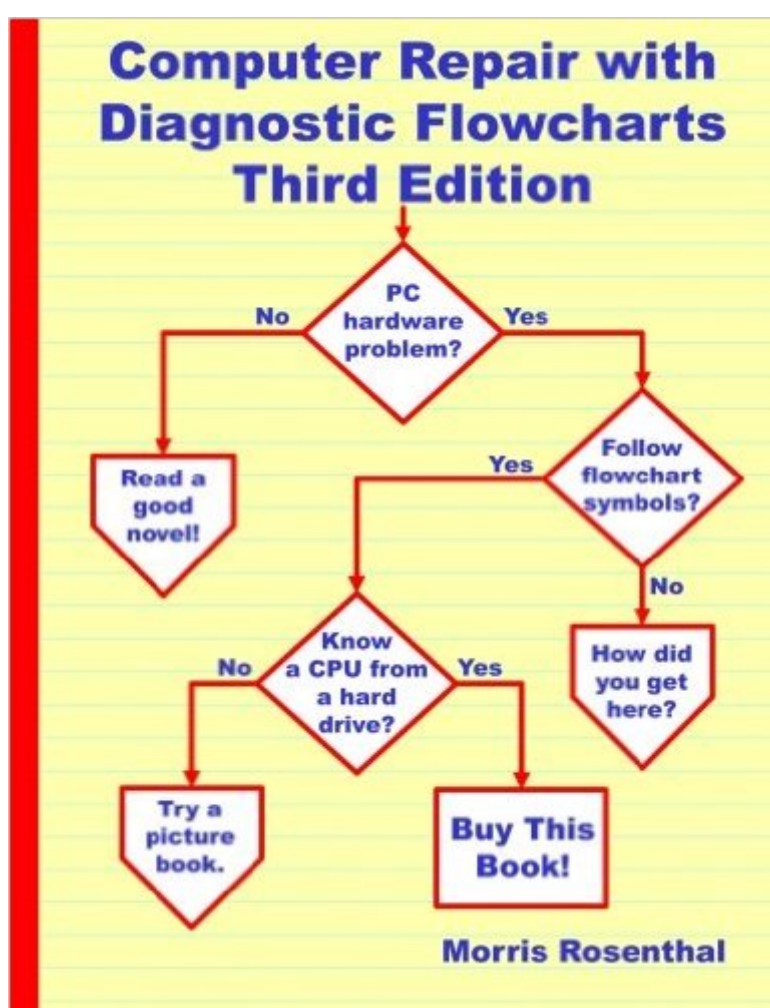 Computer Repair with
Diagnostic Flowcharts
Third Edition
PC
hardware
problem?
No
Yes
Follow
flowchart
symbols?
Yes
No
Read a
good
novel!
How did
you get
here?
Know
a CPU from
a hard
drive?
No
Yes
Try a
picture
book.
Buy This
Book!
Morris Rosenthal